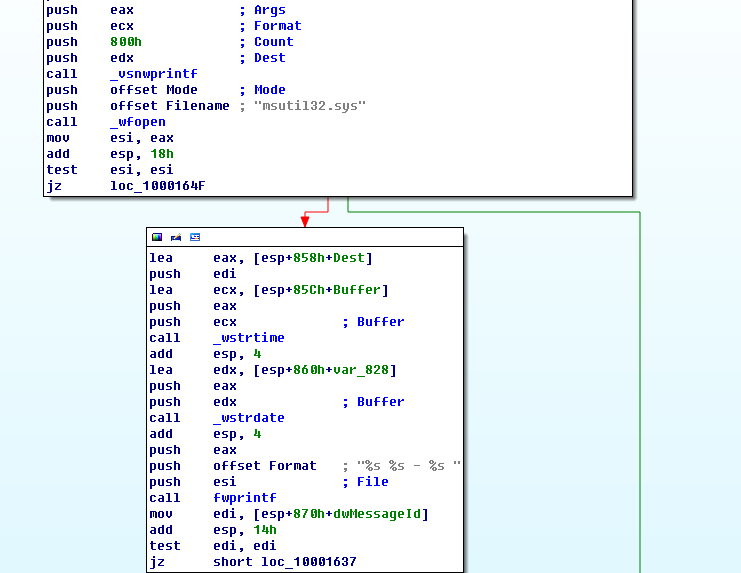 push eax ; Args
push ecx ; Format
push 800h ; Count
push edx ; Dest
call _vsnwprintf
push offset Mode ; Mode
push offset Filename ; "msutil32.sys"
call _wfopen
mov esi, eax
add esp, 18h
test esi, esi
jz loc_1000164F
lea eax, [esp+858h+Dest]
push edi
lea ecx, [esp+85Ch+Buffer]
push eax
push ecx ; Buffer
call _wstrtime
add esp, 4
lea edx, [esp+860h+var_828]
push eax
push edx ; Buffer
call _wstrdate
add esp, 4
push eax
push offset Format ; "%s %s - %s "
push esi ; File
call fwprintf
mov edi, [esp+870h+dwMessageId]
add esp, 14h
test edi, edi
jz short loc_10001637